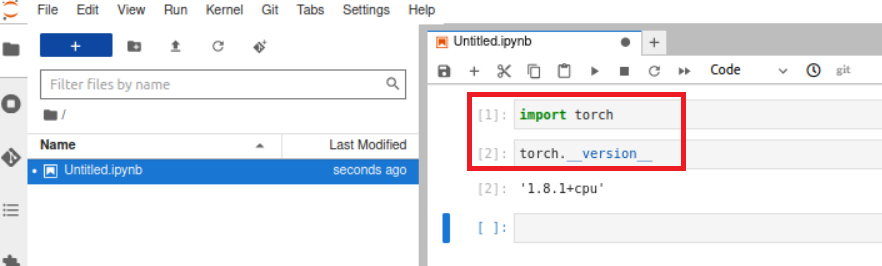 File Edit View Run Kernel Git Tabs Settings Help
+
Filter files by name
/
Name Last Modified
Untitled.ipynb seconds ago
Untitled.ipynb +
+ Code git
[1]: import torch
[2]: torch.__version__
[2]: '1.8.1+cpu'
[ ]: